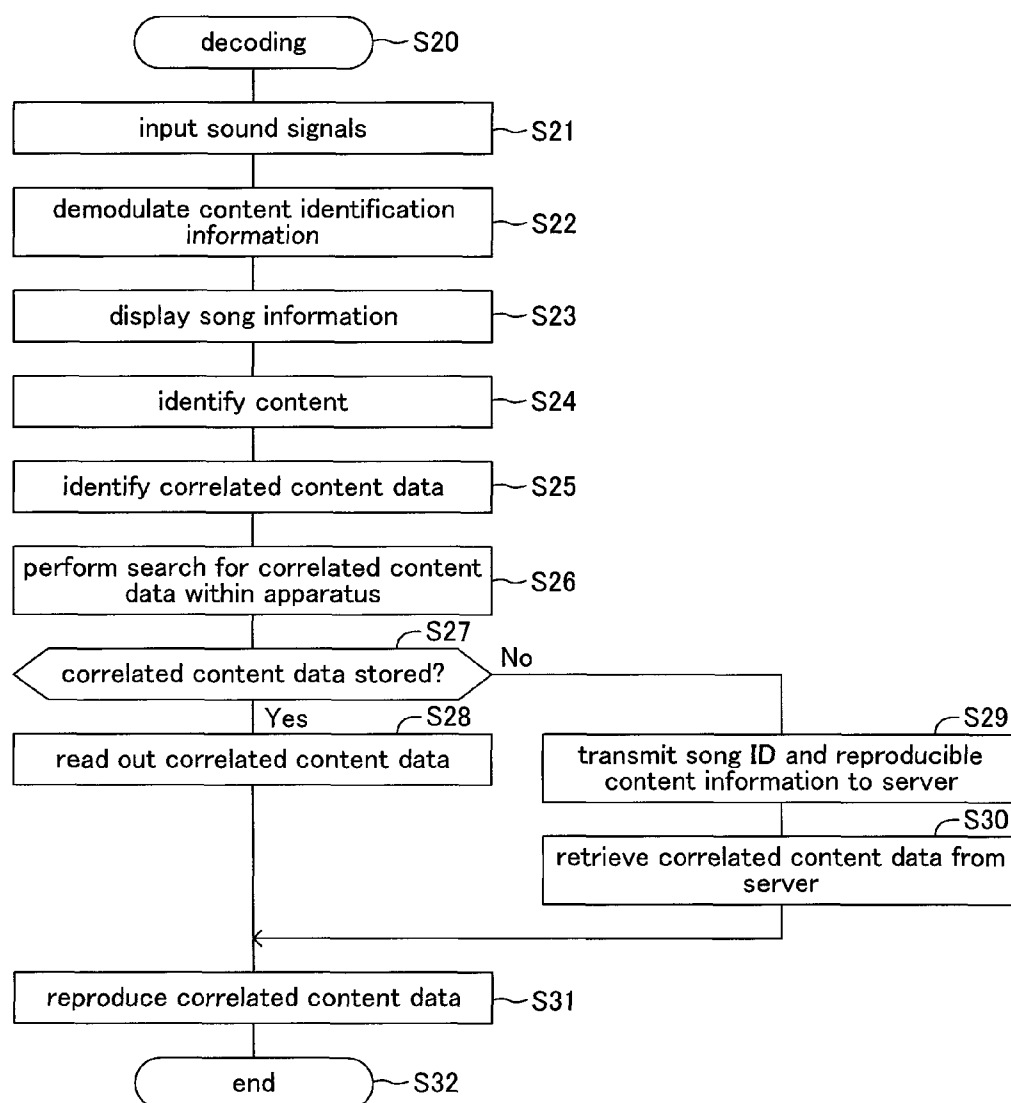 decoding
S20
input sound signals
S21
demodulate content identification
information
S22
display song information
S23
identify content
S24
identify correlated content data
S25
perform search for correlated content
data within apparatus
S26
S27
correlated content data stored?
No
Yes
S28
read out correlated content data
S29
transmit song ID and reproducible
content information to server
S30
retrieve correlated content data from
server
reproduce correlated content data
S31
end
S32